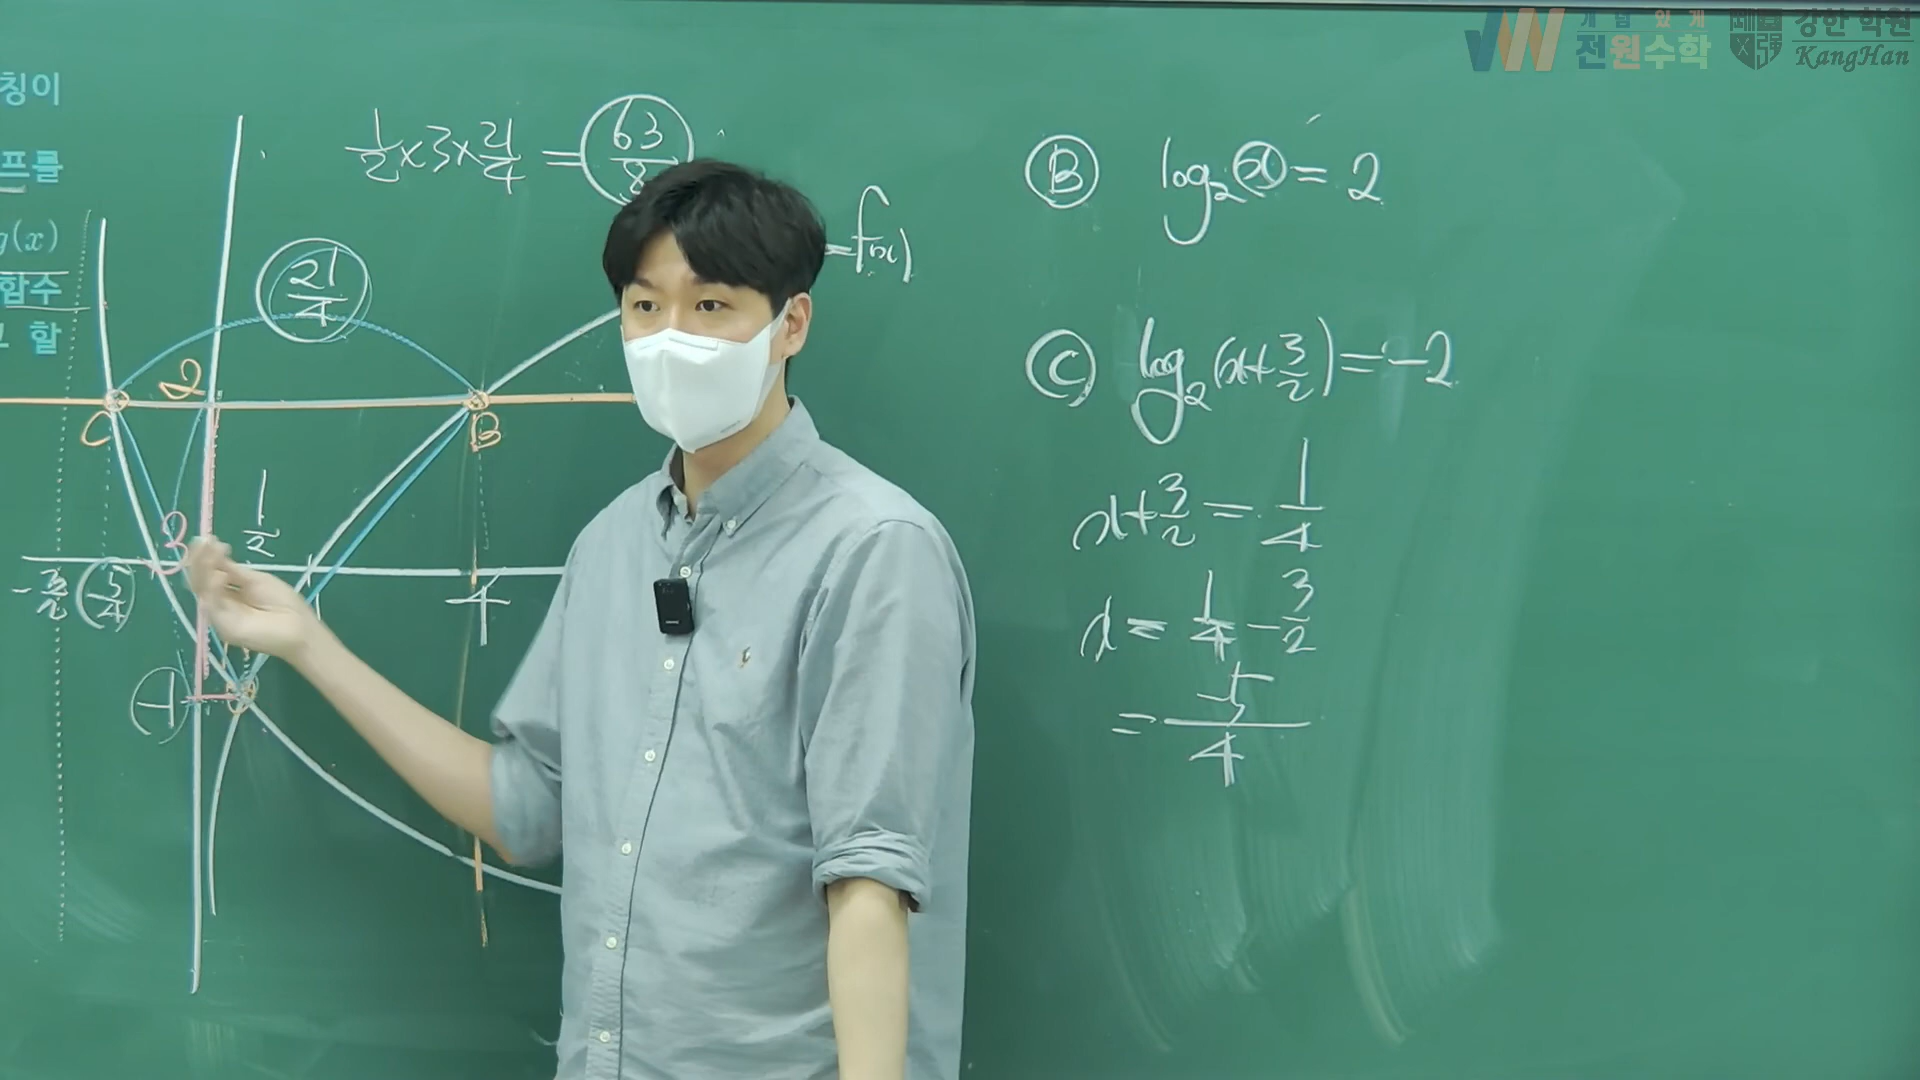 개념있게
전원수학
강한 학원
KangHan
칭이
프를
g(x)
함수
할
1/2 × 3 × 21/4 = 63/8
=f(x)
21/4
2
C
B
3
1/2
-3/2
-5/4
1
4
-1
Ⓑ log₂ x = 2
Ⓒ log₂(x+3/2) = -2
x+3/2 = 1/4
x = 1/4 - 3/2
= -5/4